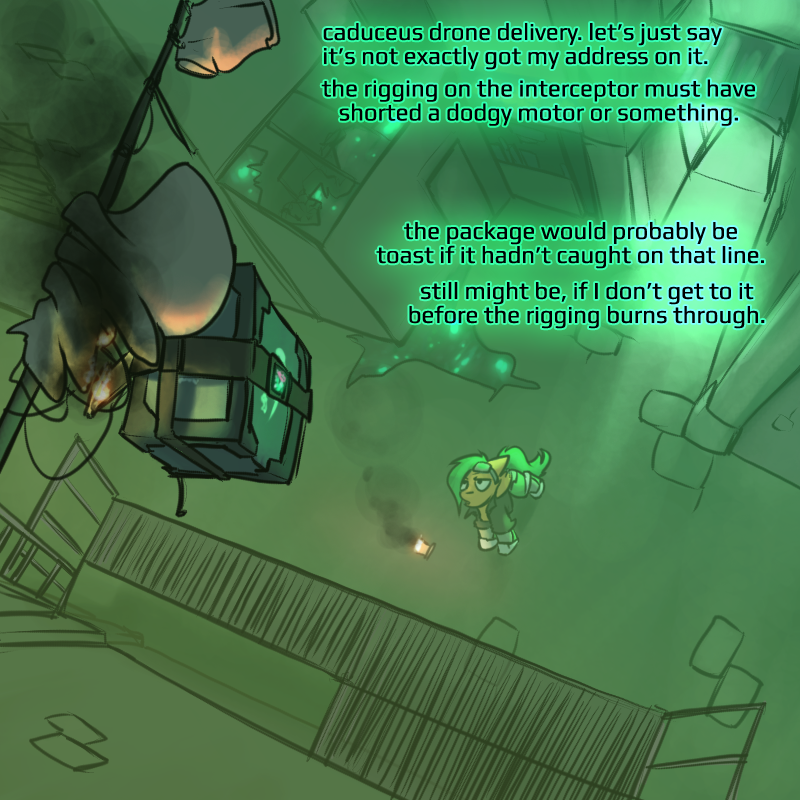 caduceus drone delivery. let's just say
it's not exactly got my address on it.
the rigging on the interceptor must have
shorted a dodgy motor or something.
the package would probably be
toast if it hadn't caught on that line.
still might be, if I don't get to it
before the rigging burns through.